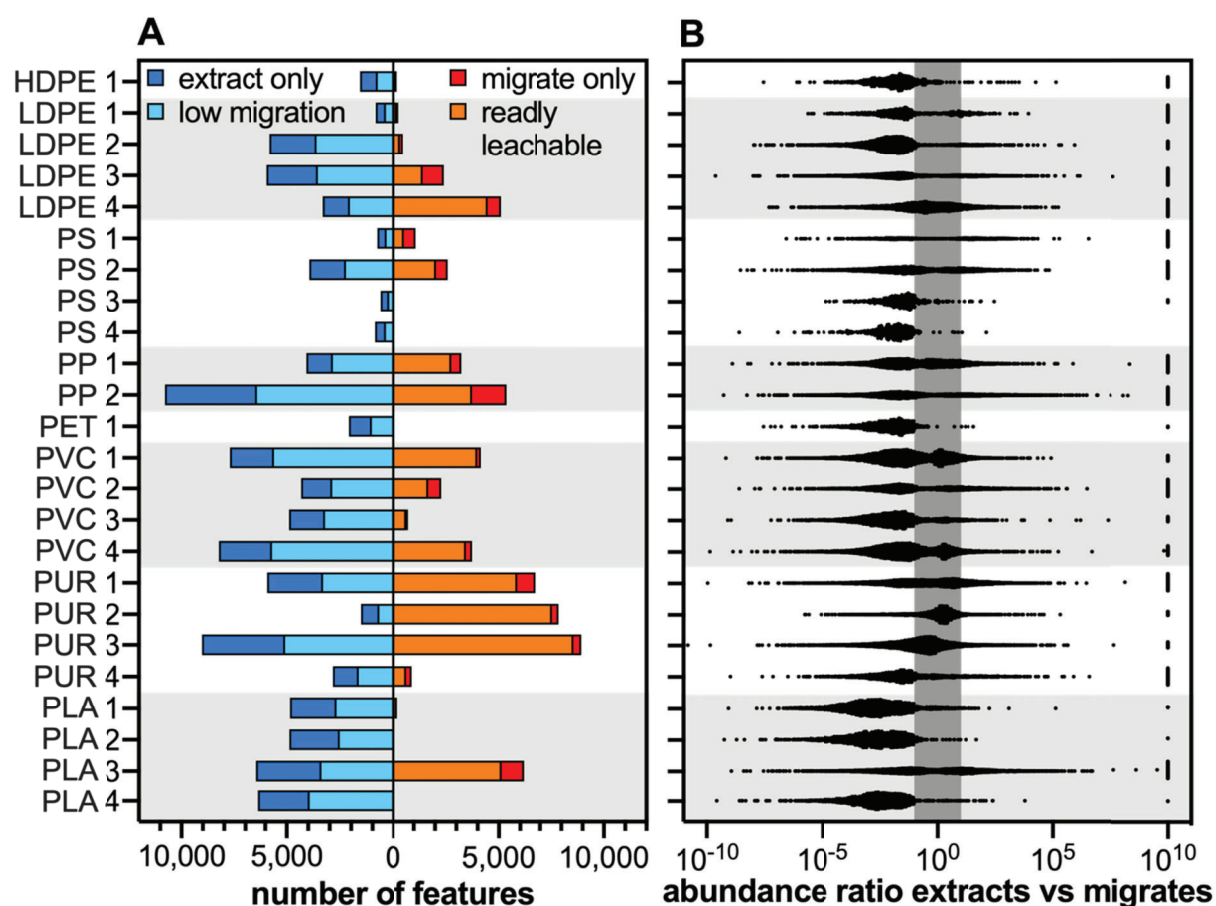 A
B
extract only
migrate only
low migration
readly
leachable
HDPE 1
LDPE 1
LDPE 2
LDPE 3
LDPE 4
PS 1
PS 2
PS 3
PS 4
PP 1
PP 2
PET 1
PVC 1
PVC 2
PVC 3
PVC 4
PUR 1
PUR 2
PUR 3
PUR 4
PLA 1
PLA 2
PLA 3
PLA 4
10,000 5,000 0 5,000 10,000
number of features
10⁻¹⁰ 10⁻⁵ 10⁰ 10⁵ 10¹⁰
abundance ratio extracts vs migrates